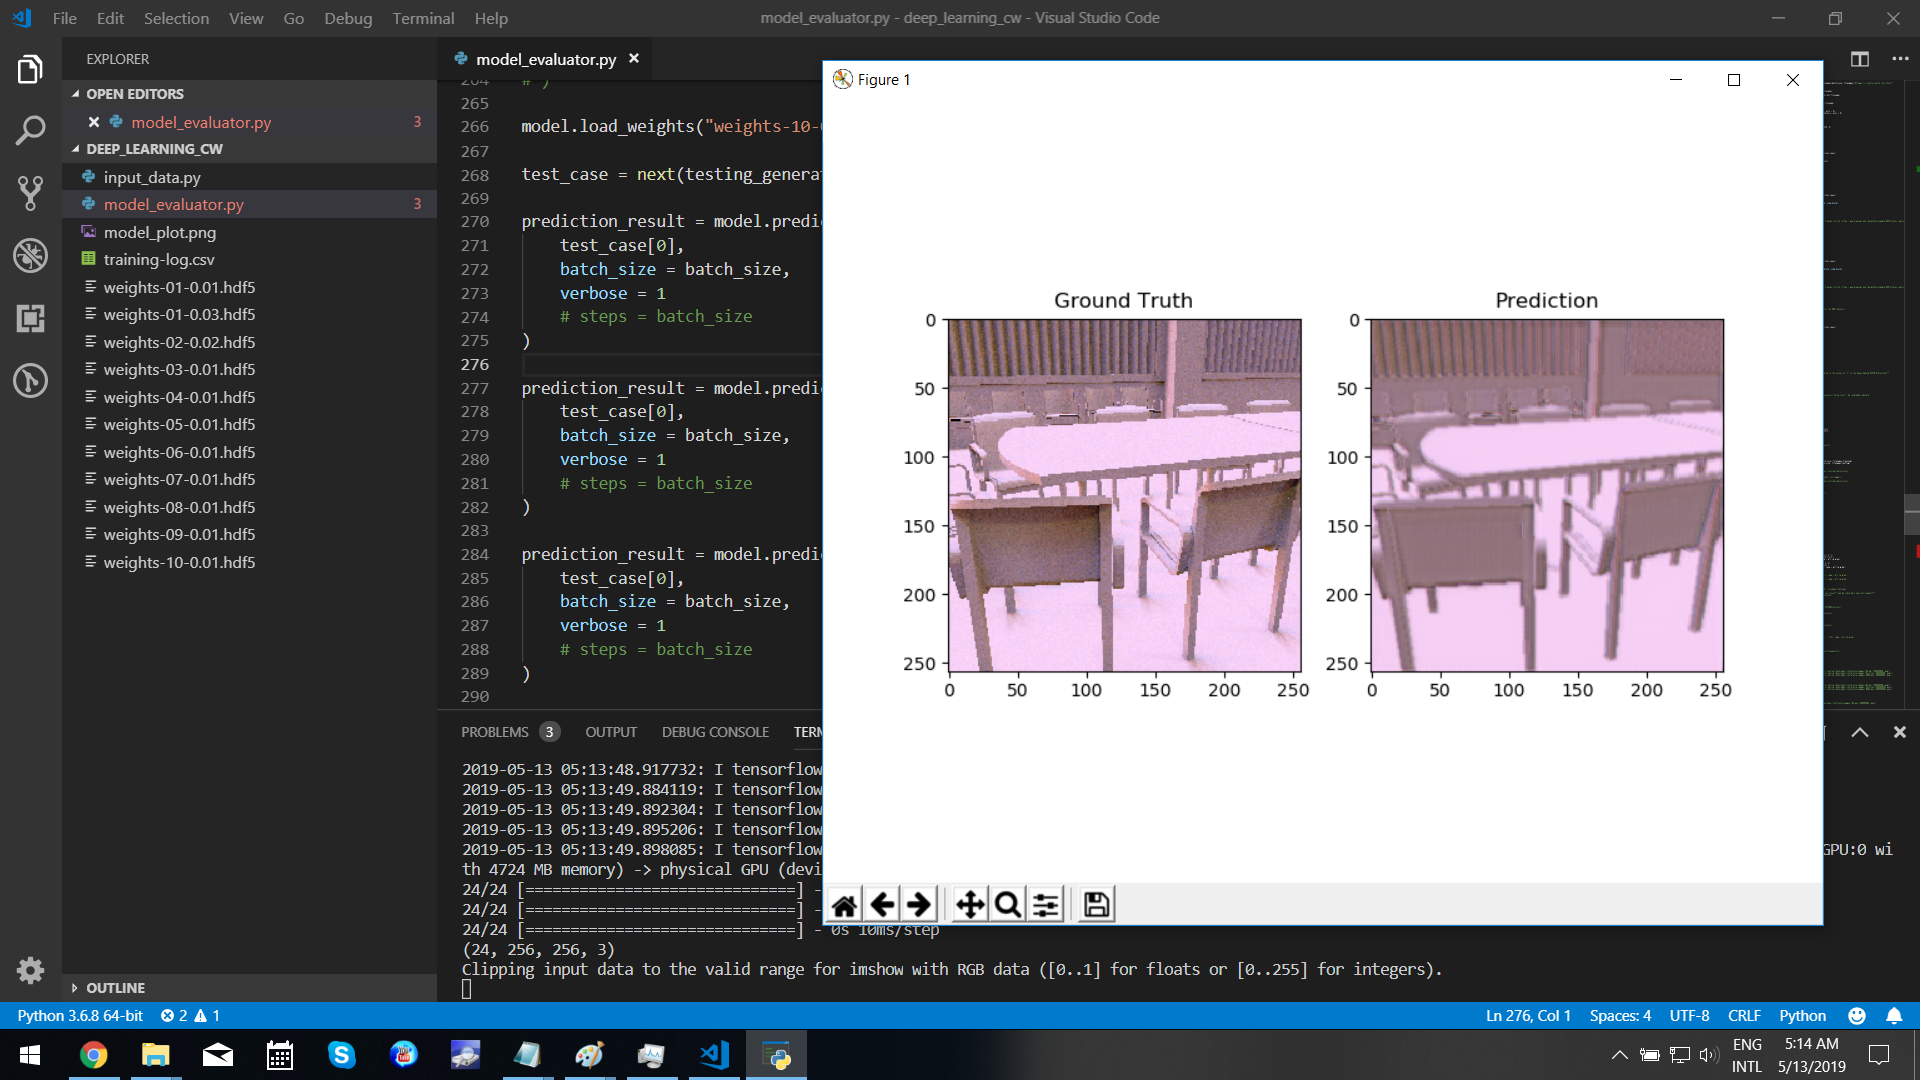 File Edit Selection View Go Debug Terminal Help
model_evaluator.py - deep_learning_cw - Visual Studio Code
EXPLORER
OPEN EDITORS
model_evaluator.py 3
DEEP_LEARNING_CW
input_data.py
model_evaluator.py 3
model_plot.png
training-log.csv
weights-01-0.01.hdf5
weights-01-0.03.hdf5
weights-02-0.02.hdf5
weights-03-0.01.hdf5
weights-04-0.01.hdf5
weights-05-0.01.hdf5
weights-06-0.01.hdf5
weights-07-0.01.hdf5
weights-08-0.01.hdf5
weights-09-0.01.hdf5
weights-10-0.01.hdf5
OUTLINE
model_evaluator.py
264 # )
265
266 model.load_weights("weights-10-
267
268 test_case = next(testing_genera
269
270 prediction_result = model.predi
271 test_case[0],
272 batch_size = batch_size,
273 verbose = 1
274 # steps = batch_size
275 )
276
277 prediction_result = model.predi
278 test_case[0],
279 batch_size = batch_size,
280 verbose = 1
281 # steps = batch_size
282 )
283
284 prediction_result = model.predi
285 test_case[0],
286 batch_size = batch_size,
287 verbose = 1
288 # steps = batch_size
289 )
290
Figure 1
Ground Truth
0
50
100
150
200
250
0 50 100 150 200 250
Prediction
0
50
100
150
200
250
0 50 100 150 200 250
PROBLEMS 3 OUTPUT DEBUG CONSOLE TERM
2019-05-13 05:13:48.917732: I tensorflow
2019-05-13 05:13:49.884119: I tensorflow
2019-05-13 05:13:49.892304: I tensorflow
2019-05-13 05:13:49.895206: I tensorflow
2019-05-13 05:13:49.898085: I tensorflow GPU:0 wi
th 4724 MB memory) -> physical GPU (devi
24/24 [==============================] -
24/24 [==============================] -
24/24 [==============================] - 0s 10ms/step
(24, 256, 256, 3)
Clipping input data to the valid range for imshow with RGB data ([0..1] for floats or [0..255] for integers).
Python 3.6.8 64-bit 2 1
Ln 276, Col 1 Spaces: 4 UTF-8 CRLF Python
ENG
INTL
5:14 AM
5/13/2019